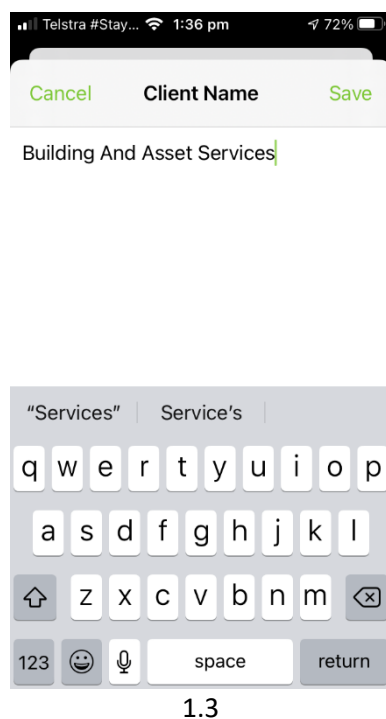 Telstra #Stay... 1:36 pm 72%
Cancel Client Name Save
Building And Asset Services
“Services” Service's
q w e r t y u i o p
a s d f g h j k l
z x c v b n m
123 space return
1.3